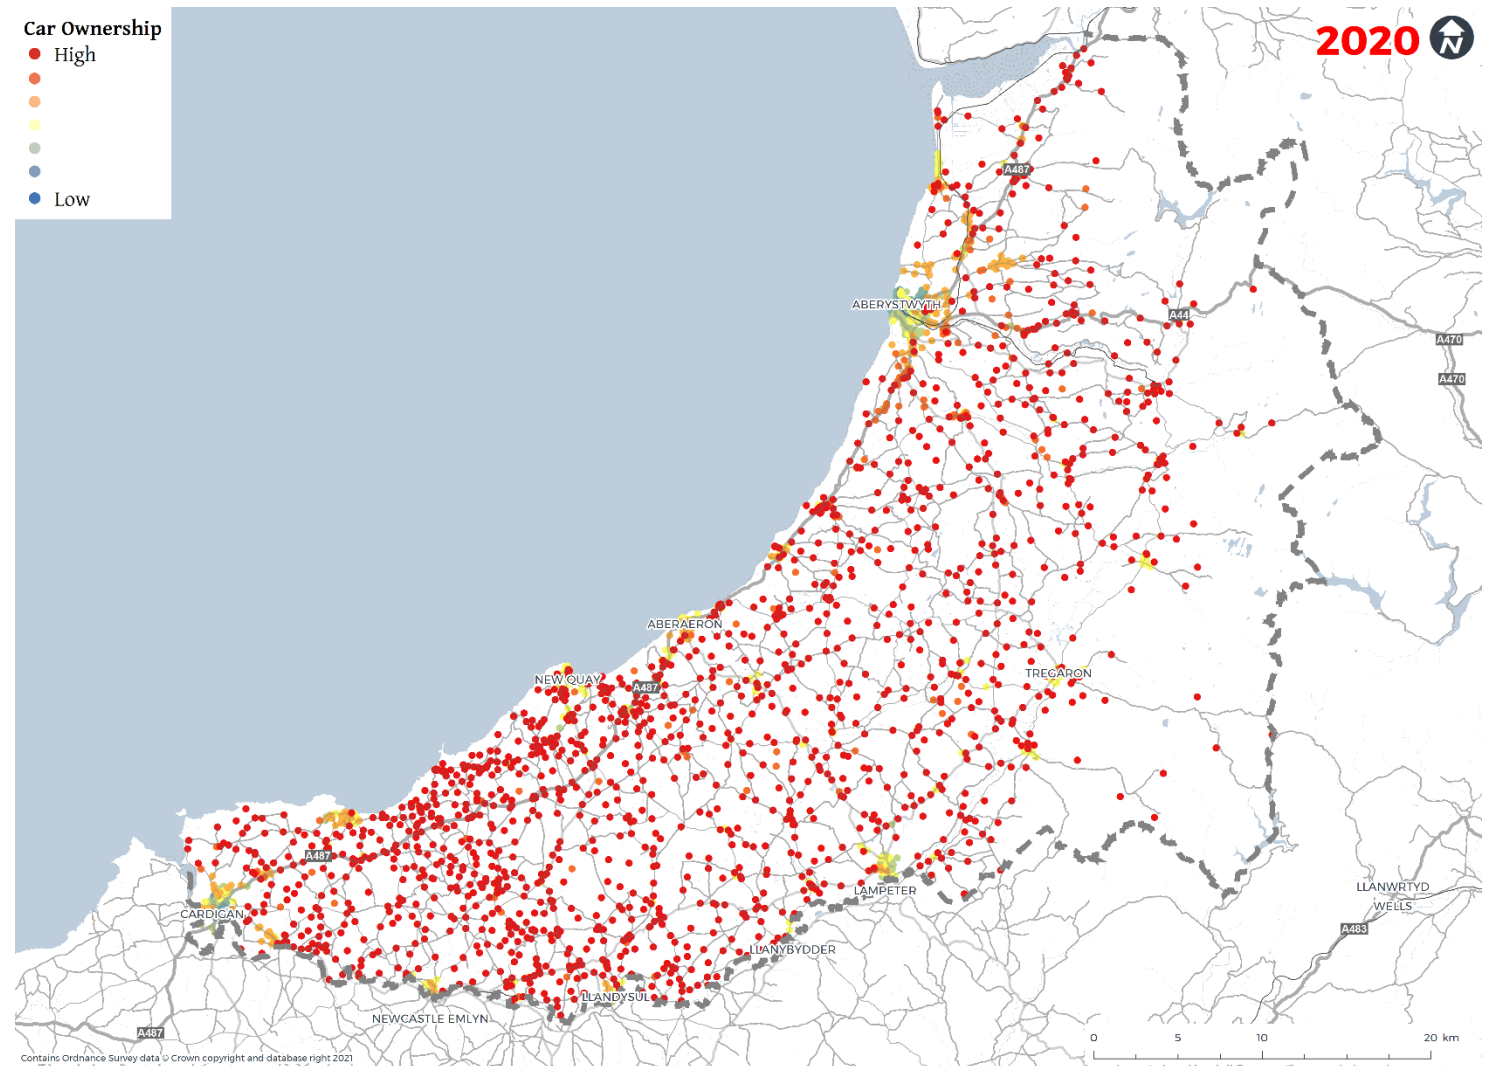 Car Ownership
High
Low
2020
N
A487
ABERYSTWYTH
A44
A470
A470
ABERAERON
NEW QUAY
A487
TREGARON
A487
LAMPETER
LLANWRTYD
WELLS
CARDIGAN
A483
LLANYBYDDER
LLANDYSUL
NEWCASTLE EMLYN
A487
0 5 10 20 km
Contains Ordnance Survey data © Crown copyright and database right 2021